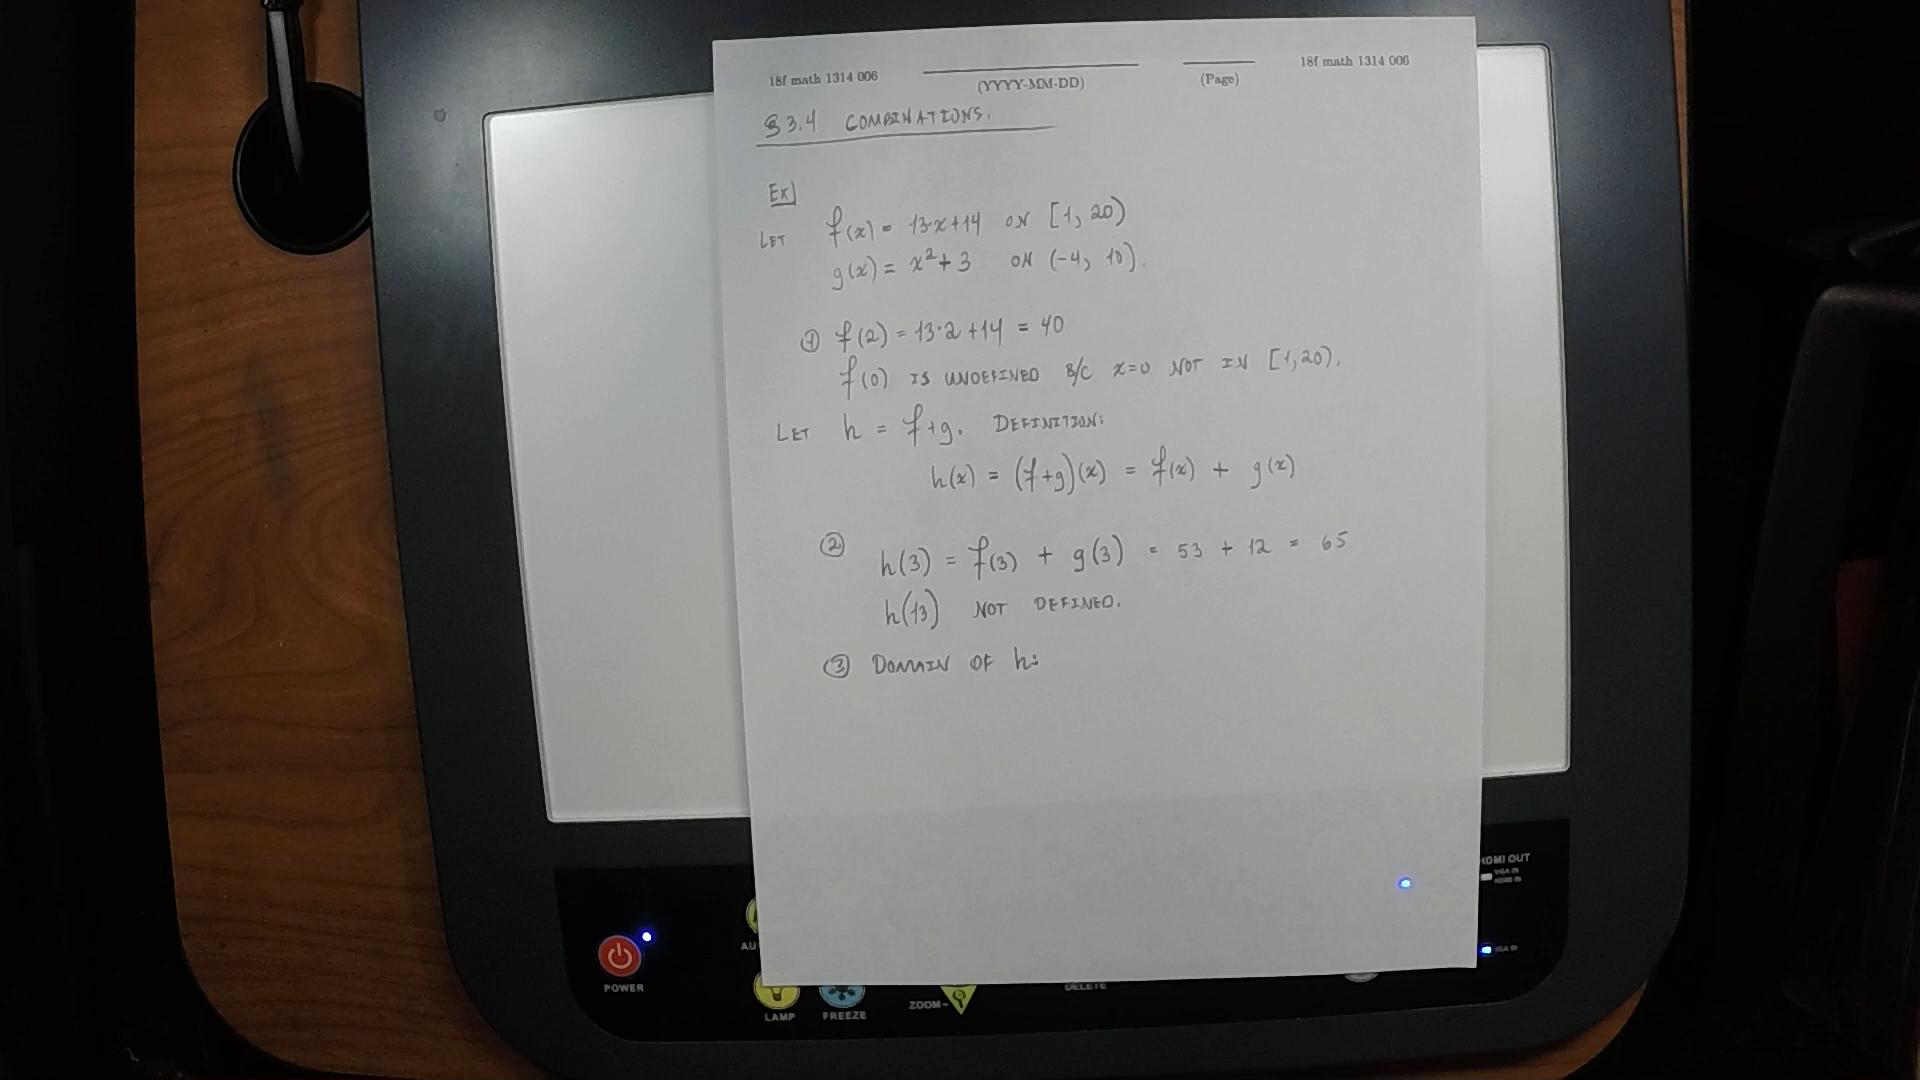 18f math 1314 006
(YYYY-MM-DD)
(Page)
18f math 1314 006
§3.4 COMBINATIONS.
Ex]
LET f(x) = 13·x+14 ON [1, 20)
g(x) = x²+3 ON (-4, 10).
① f(2) = 13·2+14 = 40
f(0) IS UNDEFINED B/C x=0 NOT IN [1,20).
LET h = f+g. DEFINITION:
h(x) = (f+g)(x) = f(x) + g(x)
② h(3) = f(3) + g(3) = 53 + 12 = 65
h(13) NOT DEFINED.
③ DOMAIN OF h:
HDMI OUT
POWER
LAMP
FREEZE
ZOOM-
DELETE